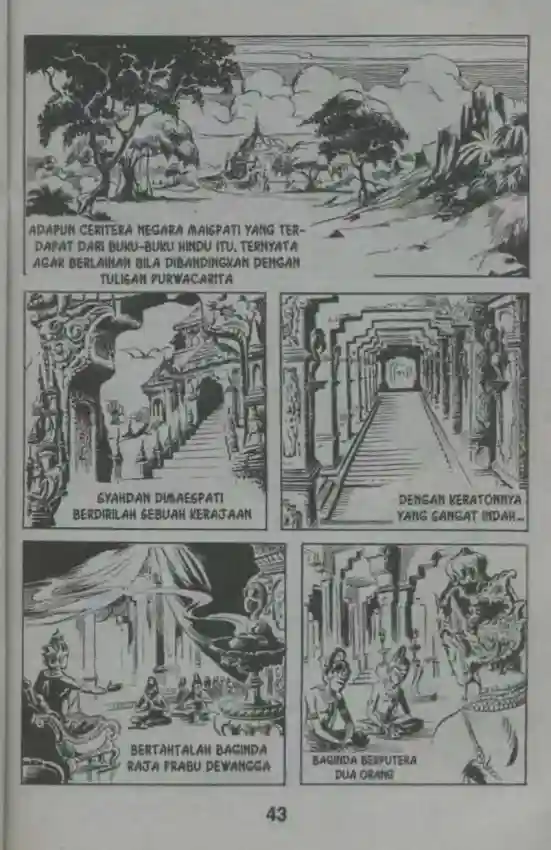 ADAPUN CERITERA NEGARA MAISPATI YANG TER-
DAPAT DARI BUKU-BUKU HINDU ITU, TERNYATA
AGAK BERLAINAN BILA DIBANDINGKAN DENGAN
TULISAN PURWACARITA
SYAHDAN DIMAESPATI
BERDIRILAH SEBUAH KERAJAAN
DENGAN KERATONNYA
YANG SANGAT INDAH...
BERTAHTALAH BAGINDA
RAJA PRABU DEWANGGA
BAGINDA BERPUTERA
DUA ORANG
43